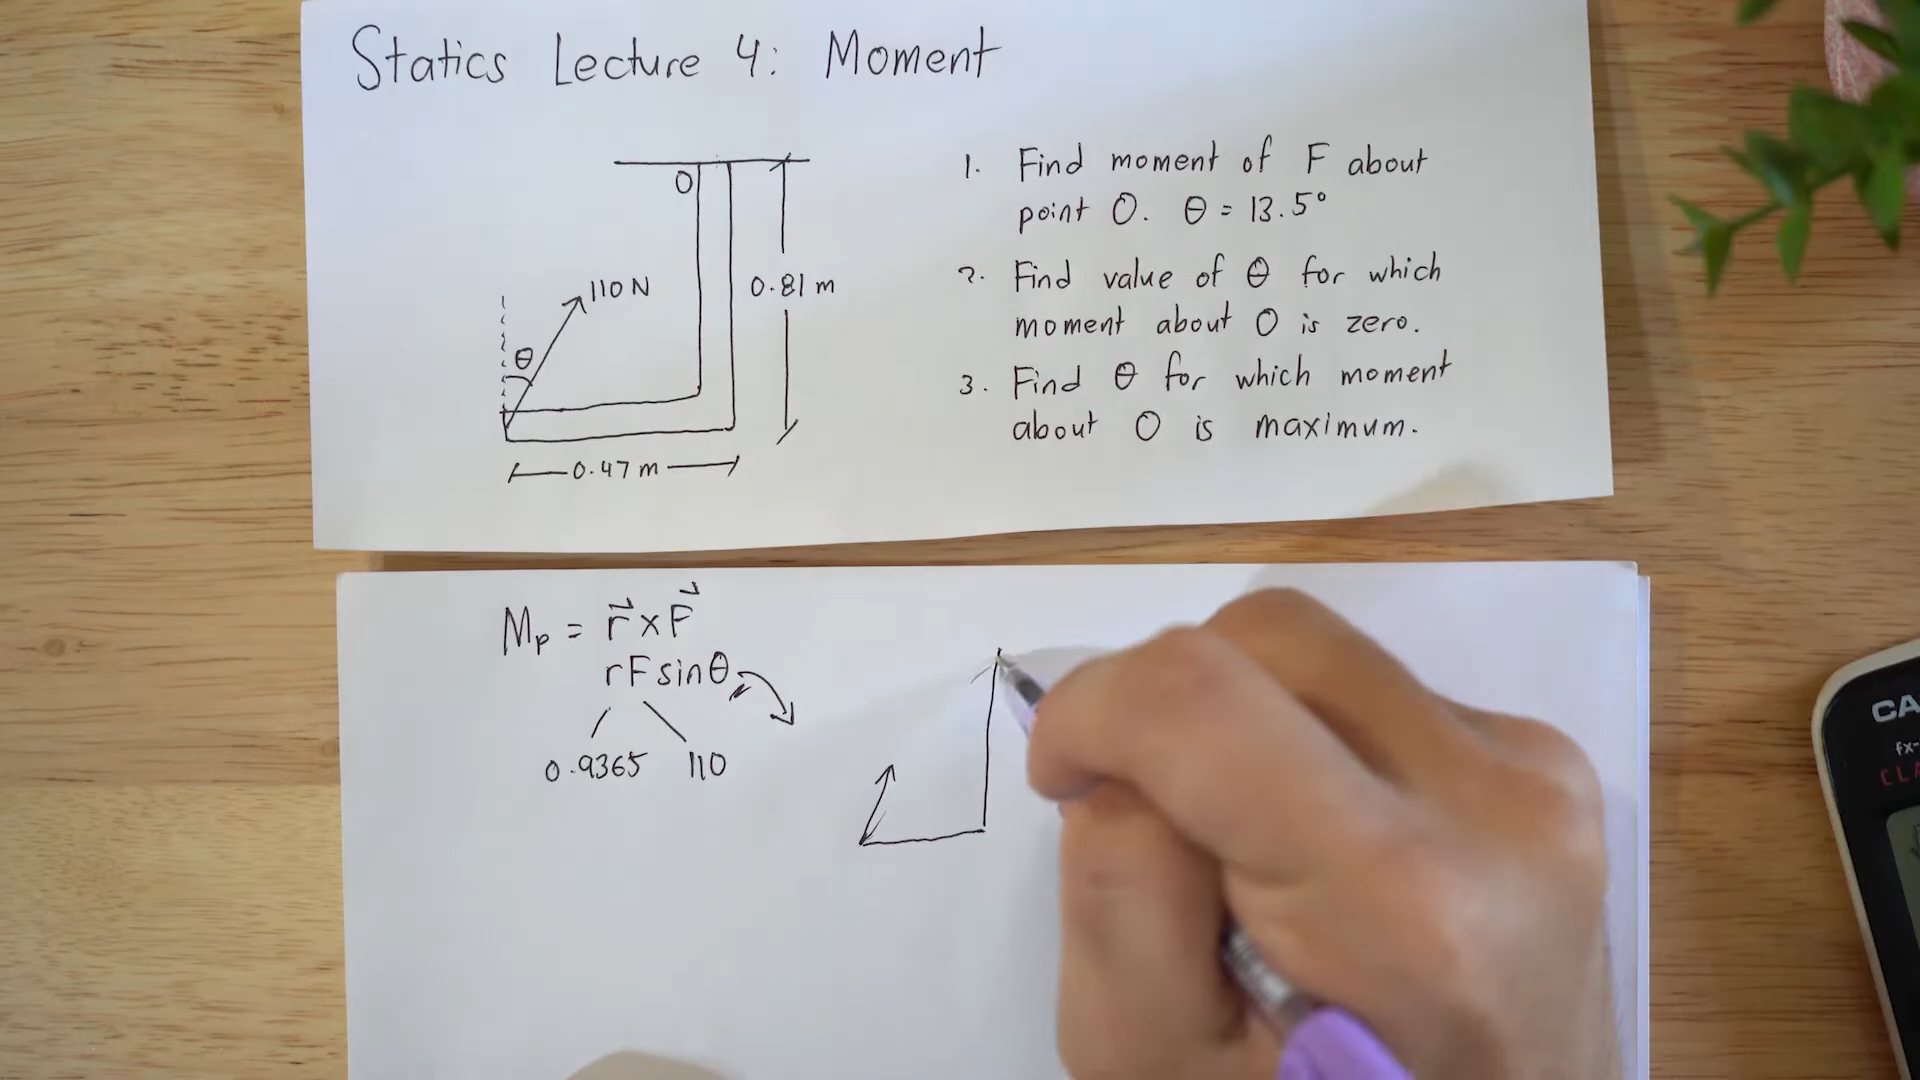 Statics Lecture 4: Moment
O
110 N
θ
0.81 m
0.47 m
1. Find moment of F about
point O. θ = 13.5°
2. Find value of θ for which
moment about O is zero.
3. Find θ for which moment
about O is maximum.
Mp = r⃗ x F⃗
rF sinθ
0.9365 110
CA
fx-
CLA